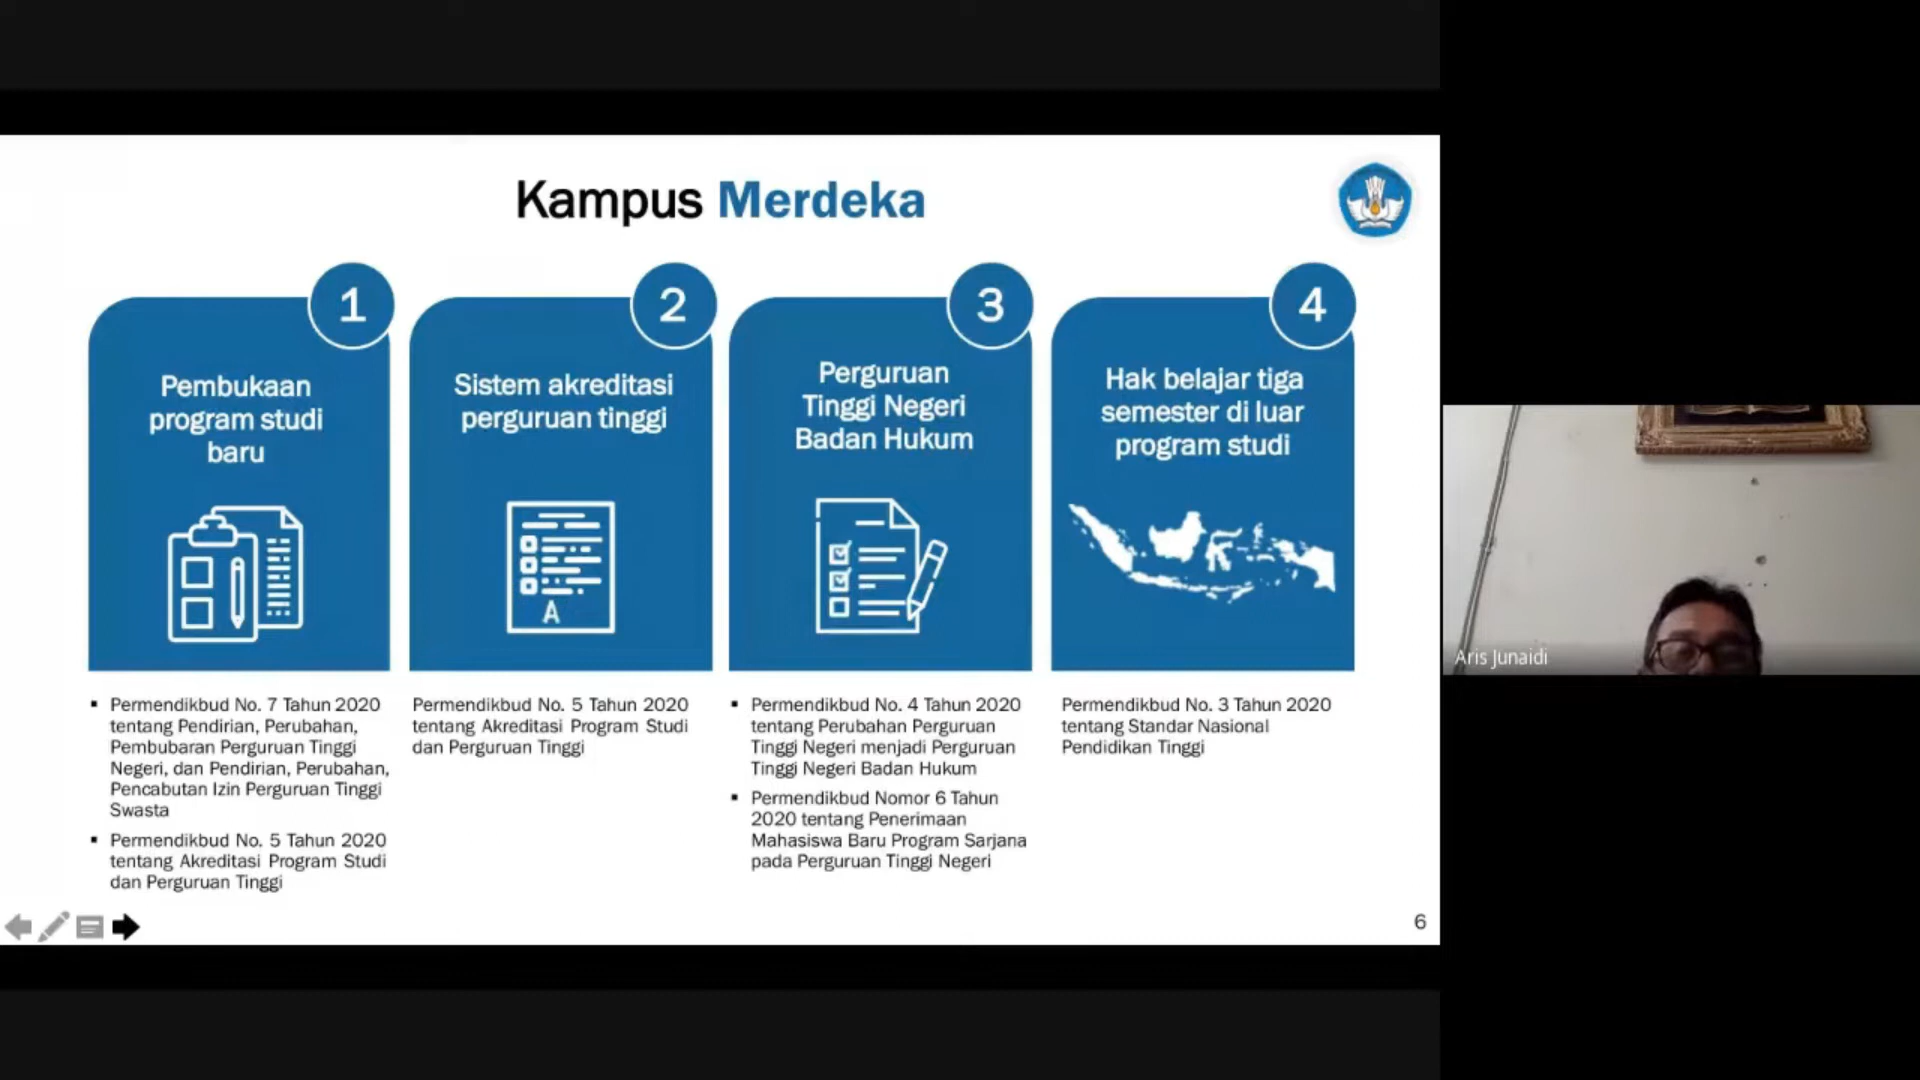 Kampus Merdeka
1
Pembukaan
program studi
baru
2
Sistem akreditasi
perguruan tinggi
A
3
Perguruan
Tinggi Negeri
Badan Hukum
4
Hak belajar tiga
semester di luar
program studi
▪ Permendikbud No. 7 Tahun 2020
tentang Pendirian, Perubahan,
Pembubaran Perguruan Tinggi
Negeri, dan Pendirian, Perubahan,
Pencabutan Izin Perguruan Tinggi
Swasta
▪ Permendikbud No. 5 Tahun 2020
tentang Akreditasi Program Studi
dan Perguruan Tinggi
Permendikbud No. 5 Tahun 2020
tentang Akreditasi Program Studi
dan Perguruan Tinggi
▪ Permendikbud No. 4 Tahun 2020
tentang Perubahan Perguruan
Tinggi Negeri menjadi Perguruan
Tinggi Negeri Badan Hukum
▪ Permendikbud Nomor 6 Tahun
2020 tentang Penerimaan
Mahasiswa Baru Program Sarjana
pada Perguruan Tinggi Negeri
Permendikbud No. 3 Tahun 2020
tentang Standar Nasional
Pendidikan Tinggi
6
Aris Junaidi